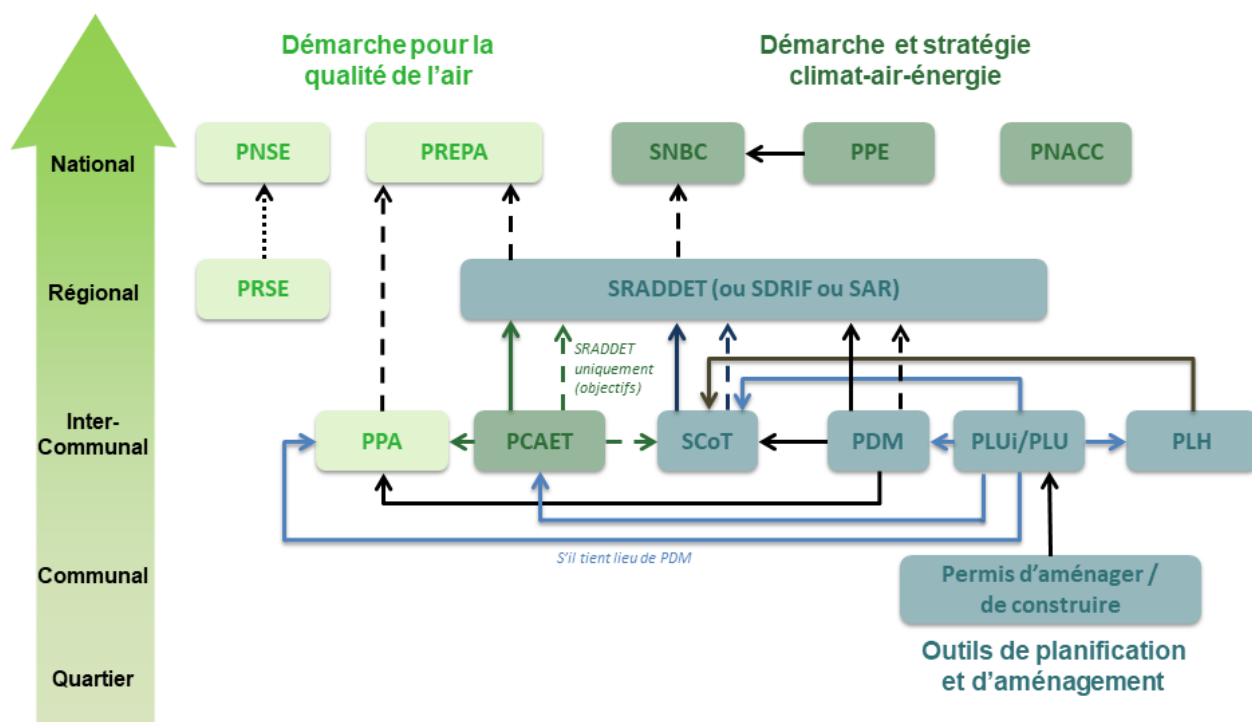 Démarche pour la
qualité de l'air
Démarche et stratégie
climat-air-énergie
National
PNSE
PREPA
SNBC
PPE
PNACC
Régional
PRSE
SRADDET (ou SDRIF ou SAR)
SRADDET
uniquement
(objectifs)
Inter-
Communal
PPA
PCAET
SCoT
PDM
PLUi/PLU
PLH
S'il tient lieu de PDM
Communal
Permis d'aménager /
de construire
Outils de planification
et d'aménagement
Quartier